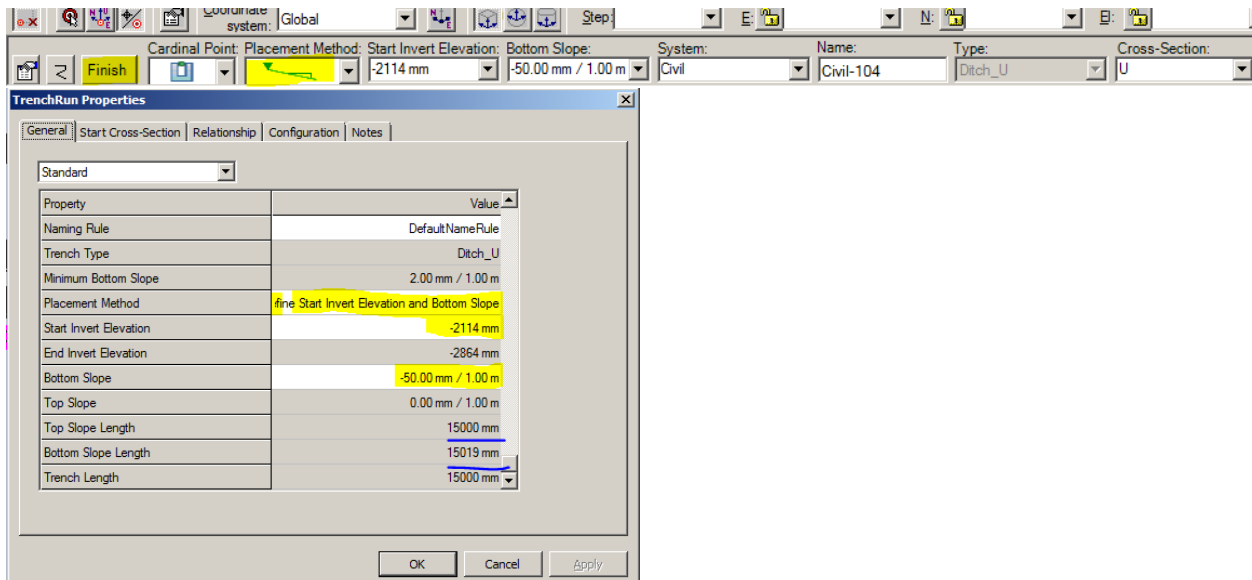 Coordinate system: Global Step: E: N: El:
Finish Cardinal Point: Placement Method: Start Invert Elevation: -2114 mm Bottom Slope: -50.00 mm / 1.00 m System: Civil Name: Civil-104 Type: Ditch_U Cross-Section: U
TrenchRun Properties
General Start Cross-Section Relationship Configuration Notes
Standard
Property Value
Naming Rule DefaultNameRule
Trench Type Ditch_U
Minimum Bottom Slope 2.00 mm / 1.00 m
Placement Method fine Start Invert Elevation and Bottom Slope
Start Invert Elevation -2114 mm
End Invert Elevation -2864 mm
Bottom Slope -50.00 mm / 1.00 m
Top Slope 0.00 mm / 1.00 m
Top Slope Length 15000 mm
Bottom Slope Length 15019 mm
Trench Length 15000 mm
OK Cancel Apply